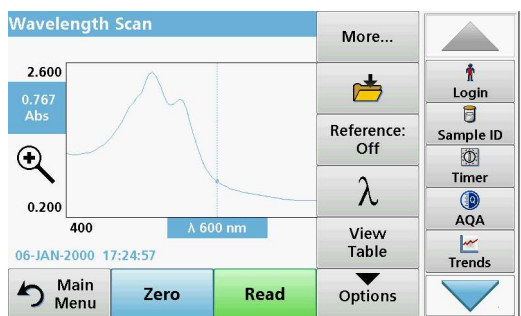 Wavelength Scan
2.600
0.767
Abs
0.200
400
λ 600 nm
06-JAN-2000 17:24:57
Main
Menu
Zero
Read
More...
Reference:
Off
λ
View
Table
Options
Login
Sample ID
Timer
AQA
Trends